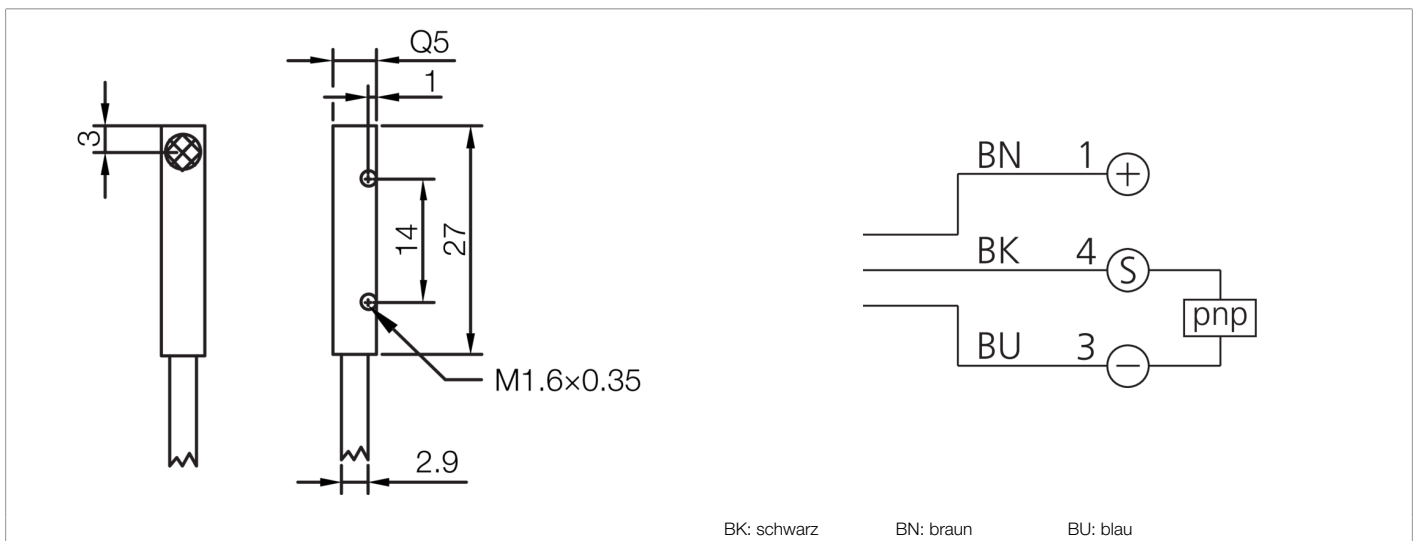 Q5
1
3
14
27
M1.6×0.35
2.9
BN 1
+
BK 4
S
pnp
BU 3
−
BK: schwarz BN: braun BU: blau